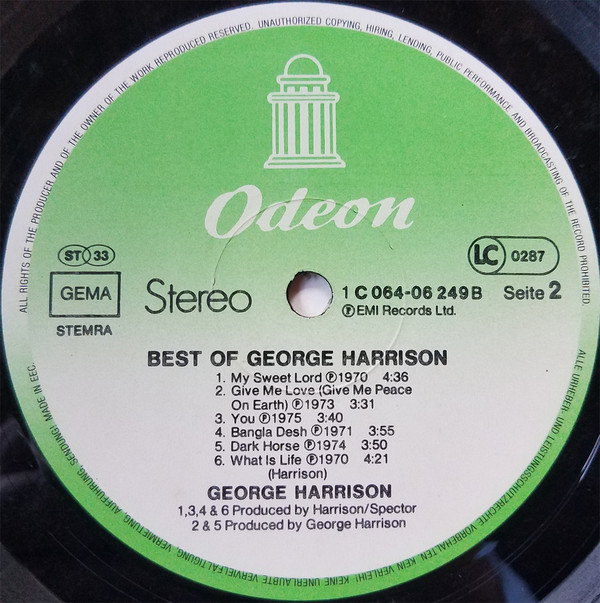 ALL RIGHTS OF THE PRODUCER AND OF THE OWNER OF THE WORK REPRODUCED RESERVED. UNAUTHORIZED COPYING, HIRING, LENDING, PUBLIC PERFORMANCE AND BROADCASTING OF THE RECORD PROHIBITED.
Odeon
ST 33
GEMA
STEMRA
Stereo
LC 0287
1 C 064-06 249 B Seite 2
Ⓟ EMI Records Ltd.
BEST OF GEORGE HARRISON
1. My Sweet Lord Ⓟ1970 4:36
2. Give Me Love (Give Me Peace
On Earth) Ⓟ1973 3:31
3. You Ⓟ1975 3:40
4. Bangla Desh Ⓟ1971 3:55
5. Dark Horse Ⓟ1974 3:50
6. What Is Life Ⓟ1970 4:21
(Harrison)
GEORGE HARRISON
1,3,4 & 6 Produced by Harrison/Spector
2 & 5 Produced by George Harrison
ALLE URHEBER- UND LEISTUNGSSCHUTZRECHTE VORBEHALTEN. KEIN VERLEIH! KEINE UNERLAUBTE VERVIELFÄLTIGUNG, VERMIETUNG, AUFFÜHRUNG, SENDUNG! MADE IN EEC.